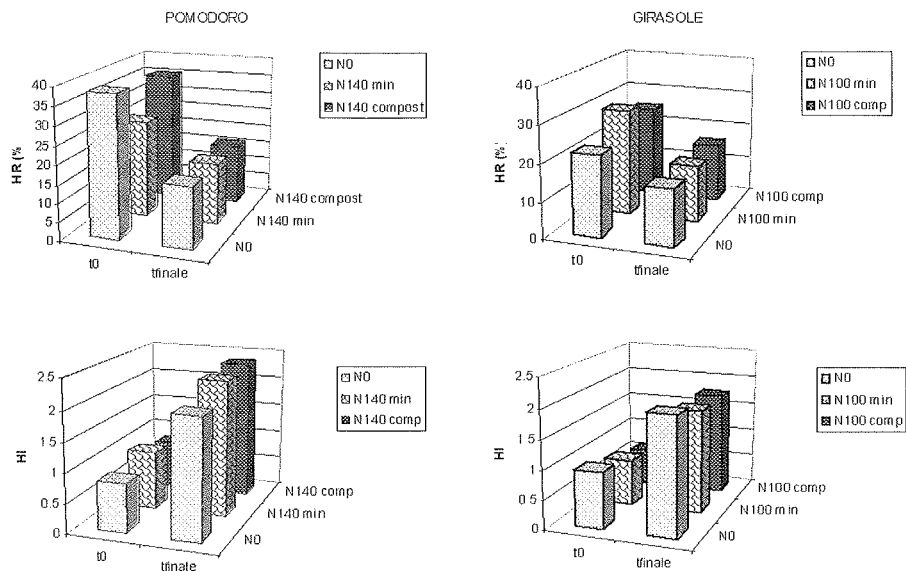 POMODORO
HR (%
40
35
30
25
20
15
10
5
0
t0
tfinale
N0
N140 min
N140 compost
N0
N140 min
N140 compost
GIRASOLE
HR (%
40
30
20
10
0
t0
tfinale
N0
N100 min
N100 comp
N0
N100 min
N100 comp
HI
2.5
2
1.5
1
0.5
0
t0
tfinale
N0
N140 min
N140 comp
N0
N140 min
N140 comp
HI
2.5
2
1.5
1
0.5
0
t0
tfinale
N0
N100 min
N100 comp
N0
N100 min
N100 comp